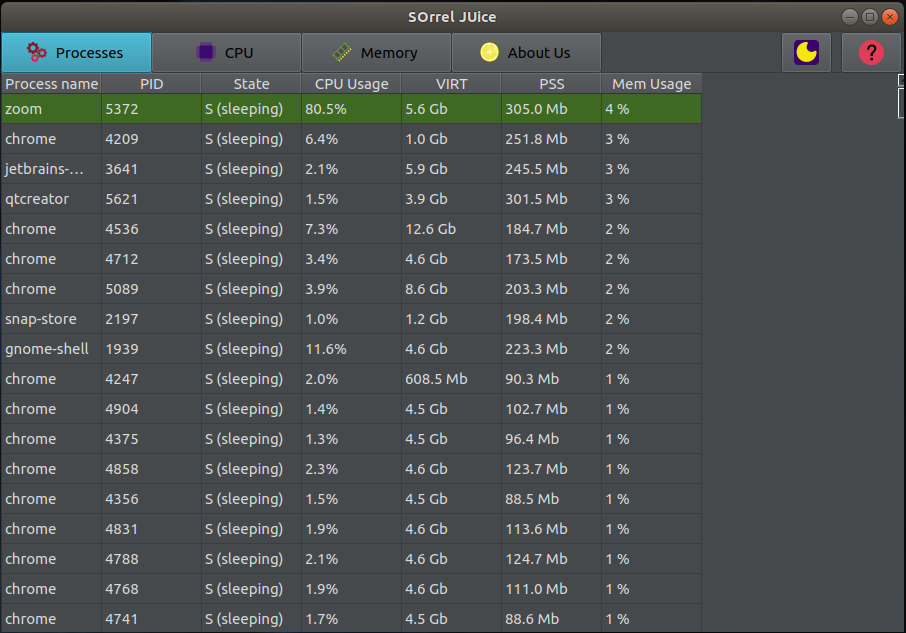 SOrrel JUice
Processes CPU Memory About Us ?
Process name PID State CPU Usage VIRT PSS Mem Usage
zoom 5372 S (sleeping) 80.5% 5.6 Gb 305.0 Mb 4 %
chrome 4209 S (sleeping) 6.4% 1.0 Gb 251.8 Mb 3 %
jetbrains-... 3641 S (sleeping) 2.1% 5.9 Gb 245.5 Mb 3 %
qtcreator 5621 S (sleeping) 1.5% 3.9 Gb 301.5 Mb 3 %
chrome 4536 S (sleeping) 7.3% 12.6 Gb 184.7 Mb 2 %
chrome 4712 S (sleeping) 3.4% 4.6 Gb 173.5 Mb 2 %
chrome 5089 S (sleeping) 3.9% 8.6 Gb 203.3 Mb 2 %
snap-store 2197 S (sleeping) 1.0% 1.2 Gb 198.4 Mb 2 %
gnome-shell 1939 S (sleeping) 11.6% 4.6 Gb 223.3 Mb 2 %
chrome 4247 S (sleeping) 2.0% 608.5 Mb 90.3 Mb 1 %
chrome 4904 S (sleeping) 1.4% 4.5 Gb 102.7 Mb 1 %
chrome 4375 S (sleeping) 1.3% 4.5 Gb 96.4 Mb 1 %
chrome 4858 S (sleeping) 2.3% 4.6 Gb 123.7 Mb 1 %
chrome 4356 S (sleeping) 1.5% 4.5 Gb 88.5 Mb 1 %
chrome 4831 S (sleeping) 1.9% 4.6 Gb 113.6 Mb 1 %
chrome 4788 S (sleeping) 2.1% 4.6 Gb 124.7 Mb 1 %
chrome 4768 S (sleeping) 1.9% 4.6 Gb 111.0 Mb 1 %
chrome 4741 S (sleeping) 1.7% 4.5 Gb 88.6 Mb 1 %